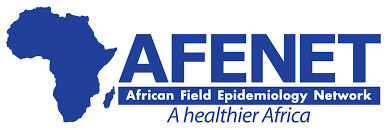 AFENET
African Field Epidemiology Network
A healthier Africa